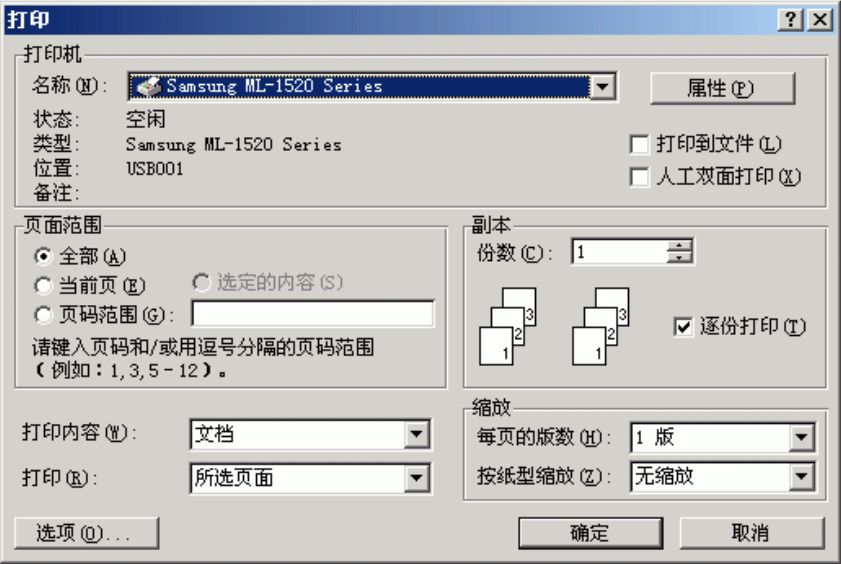 打印
打印机
名称(N): Samsung ML-1520 Series 属性(P)
状态: 空闲
类型: Samsung ML-1520 Series 打印到文件(L)
位置: USB001
人工双面打印(X)
备注:
页面范围
全部(A)
当前页(E) 选定的内容(S)
页码范围(G):
请键入页码和/或用逗号分隔的页码范围
(例如:1,3,5-12)。
副本
份数(C): 1
3 3
2 2
1 1
逐份打印(T)
打印内容(W): 文档
打印(R): 所选页面
缩放
每页的版数(H): 1 版
按纸型缩放(Z): 无缩放
选项(O)... 确定 取消